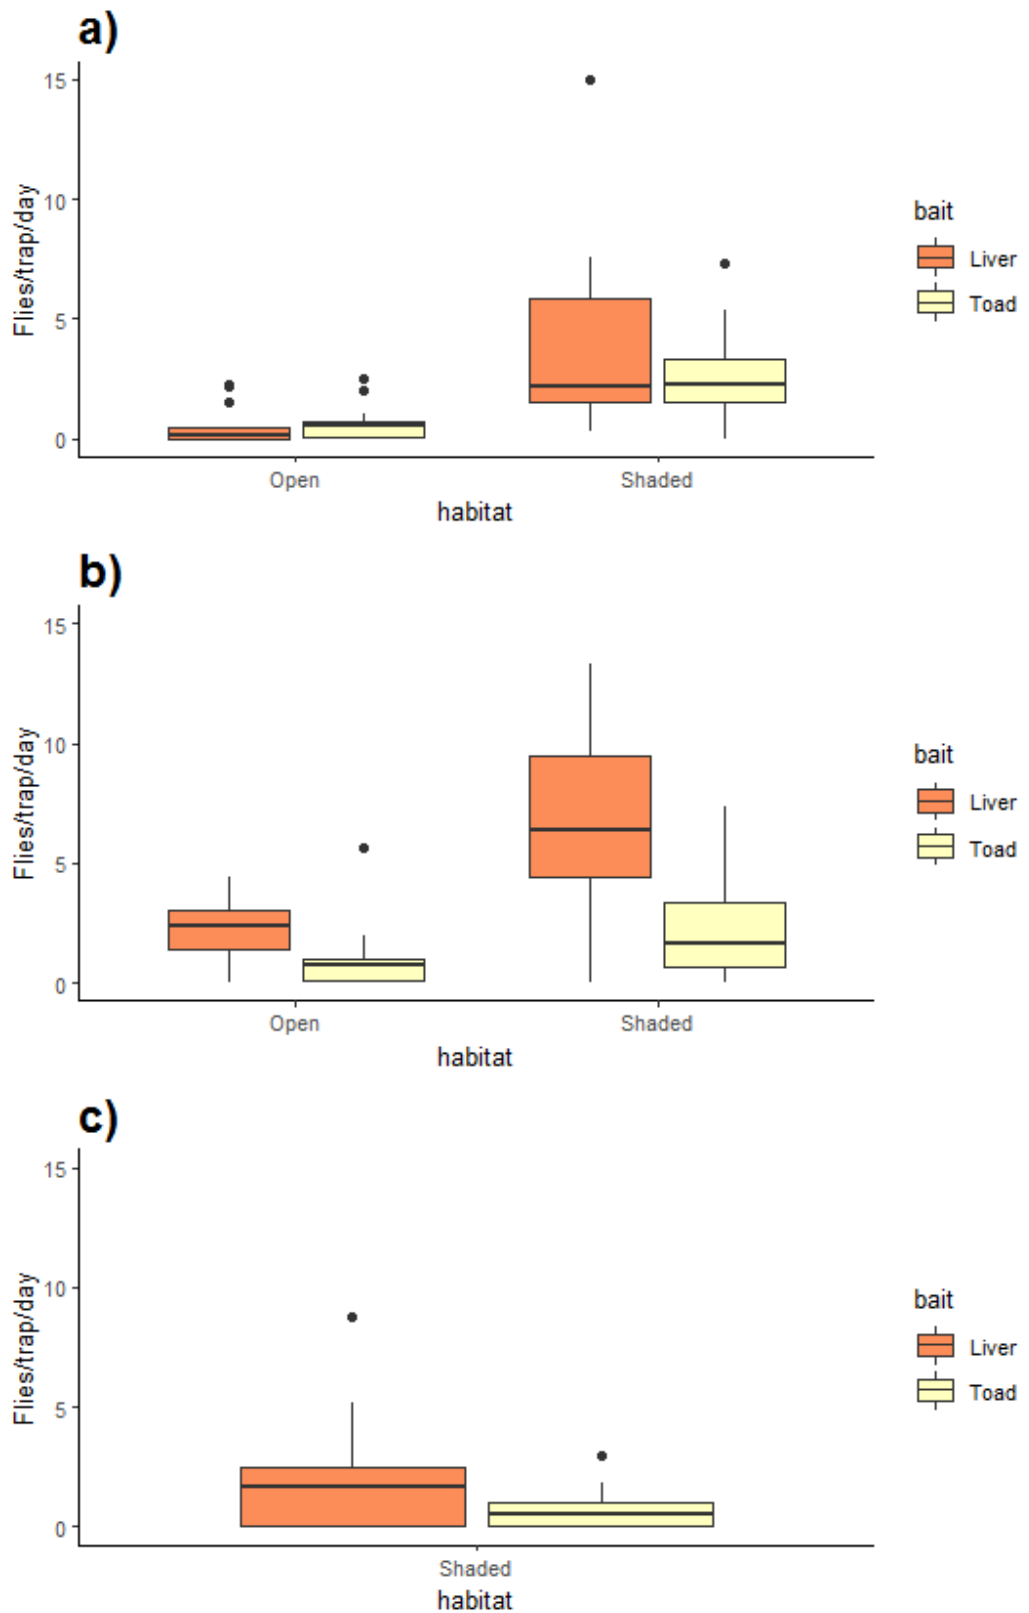 a)
15
10
5
0
Flies/trap/day
Open
Shaded
habitat
bait
Liver
Toad
b)
15
10
5
0
Flies/trap/day
Open
Shaded
habitat
bait
Liver
Toad
c)
15
10
5
0
Flies/trap/day
Shaded
habitat
bait
Liver
Toad